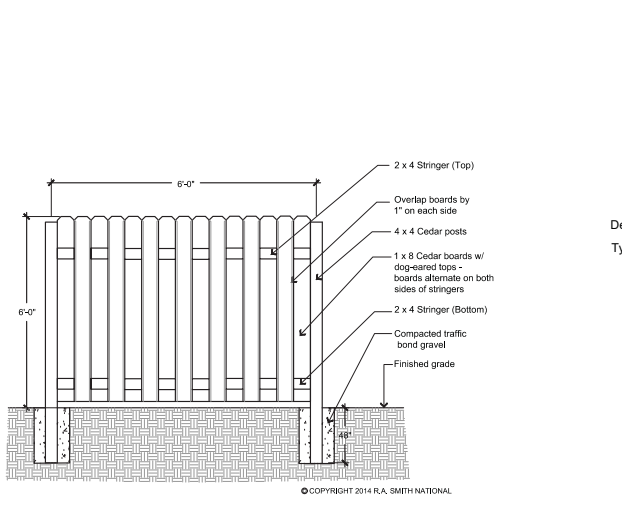 2 x 4 Stringer (Top)
6'-0"
Overlap boards by
1" on each side
4 x 4 Cedar posts
1 x 8 Cedar boards w/
dog-eared tops -
boards alternate on both
sides of stringers
6'-0"
2 x 4 Stringer (Bottom)
Compacted traffic
bond gravel
Finished grade
48"
©COPYRIGHT 2014 R.A. SMITH NATIONAL